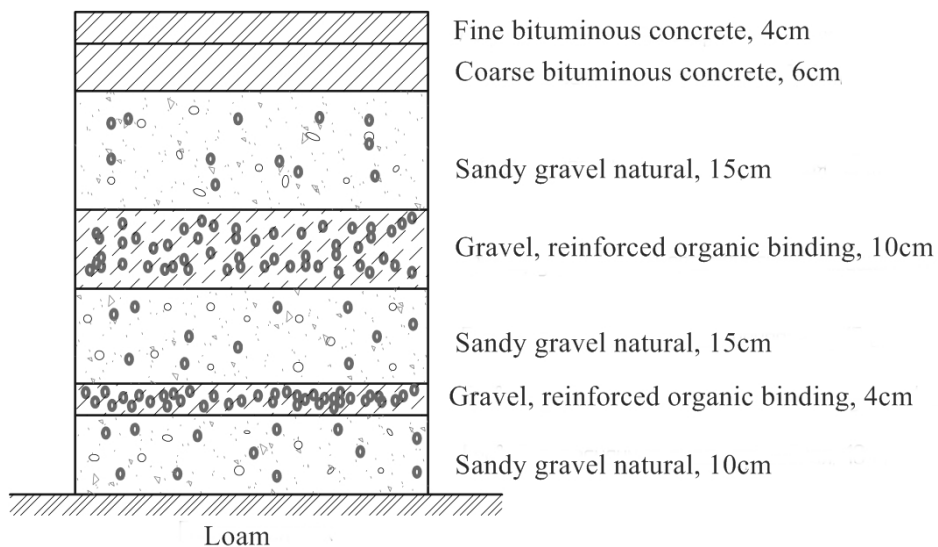 Fine bituminous concrete, 4cm
Coarse bituminous concrete, 6cm
Sandy gravel natural, 15cm
Gravel, reinforced organic binding, 10cm
Sandy gravel natural, 15cm
Gravel, reinforced organic binding, 4cm
Sandy gravel natural, 10cm
Loam